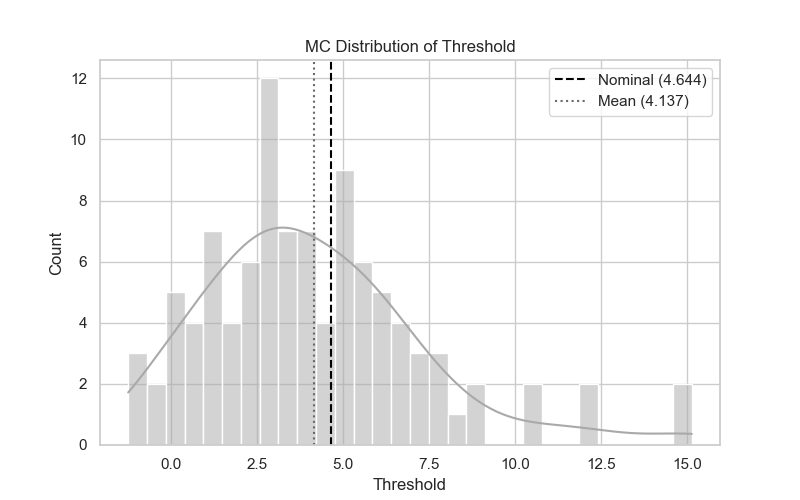 MC Distribution of Threshold
Nominal (4.644)
Mean (4.137)
12
10
8
6
4
2
0
Count
0.0 2.5 5.0 7.5 10.0 12.5 15.0
Threshold